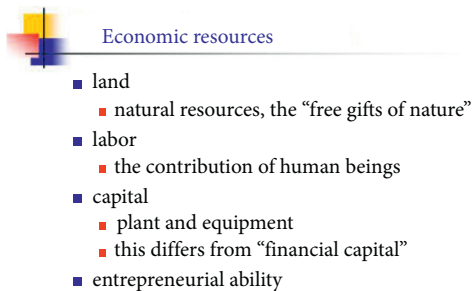 Economic resources
land
natural resources, the “free gifts of nature”
labor
the contribution of human beings
capital
plant and equipment
this differs from “financial capital”
entrepreneurial ability